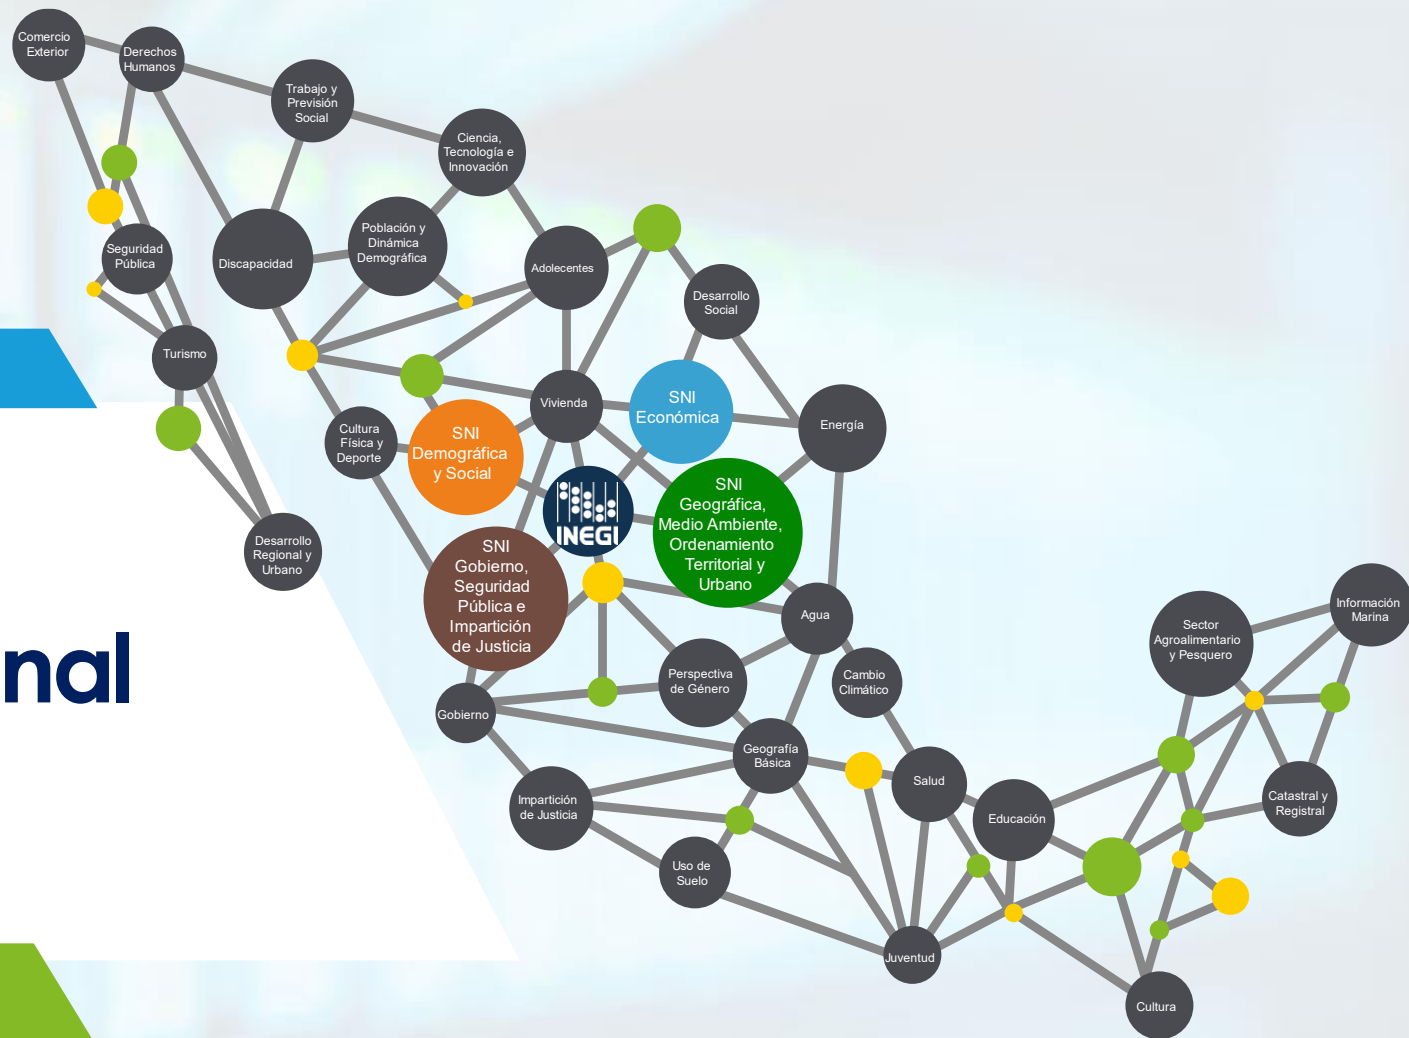 Comercio
Exterior
Derechos
Humanos
Trabajo y
Previsión
Social
Ciencia,
Tecnología e
Innovación
Seguridad
Pública
Discapacidad
Población y
Dinámica
Demográfica
Adolecentes
Desarrollo
Social
Turismo
Vivienda
SNI
Económica
Energía
Cultura
Física y
Deporte
SNI
Demográfica
y Social
INEGI
SNI
Geográfica,
Medio Ambiente,
Ordenamiento
Territorial y
Urbano
Desarrollo
Regional y
Urbano
SNI
Gobierno,
Seguridad
Pública e
Impartición
de Justicia
Agua
Sector
Agroalimentario
y Pesquero
Información
Marina
nal
Perspectiva
de Género
Cambio
Climático
Gobierno
Geografía
Básica
Salud
Impartición
de Justicia
Educación
Catastral y
Registral
Uso de
Suelo
Juventud
Cultura